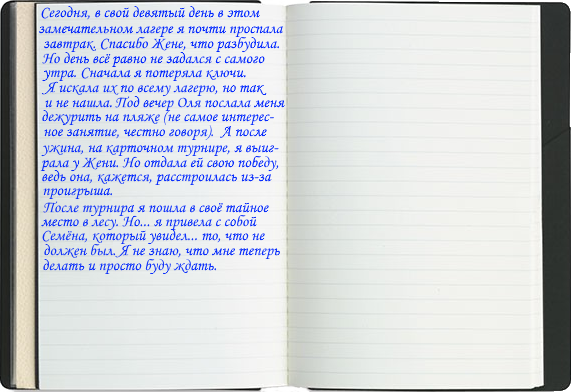 Сегодня, в свой девятый день в этом
замечательном лагере я почти проспала
завтрак. Спасибо Жене, что разбудила.
Но день всё равно не задался с самого
утра. Сначала я потеряла ключи.
Я искала их по всему лагерю, но так
и не нашла. Под вечер Оля послала меня
дежурить на пляже (не самое интерес-
ное занятие, честно говоря). А после
ужина, на карточном турнире, я выиг-
рала у Жени. Но отдала ей свою победу,
ведь она, кажется, расстроилась из-за
проигрыша.
После турнира я пошла в своё тайное
место в лесу. Но... я привела с собой
Семёна, который увидел... то, что не
должен был. Я не знаю, что мне теперь
делать и просто буду ждать.